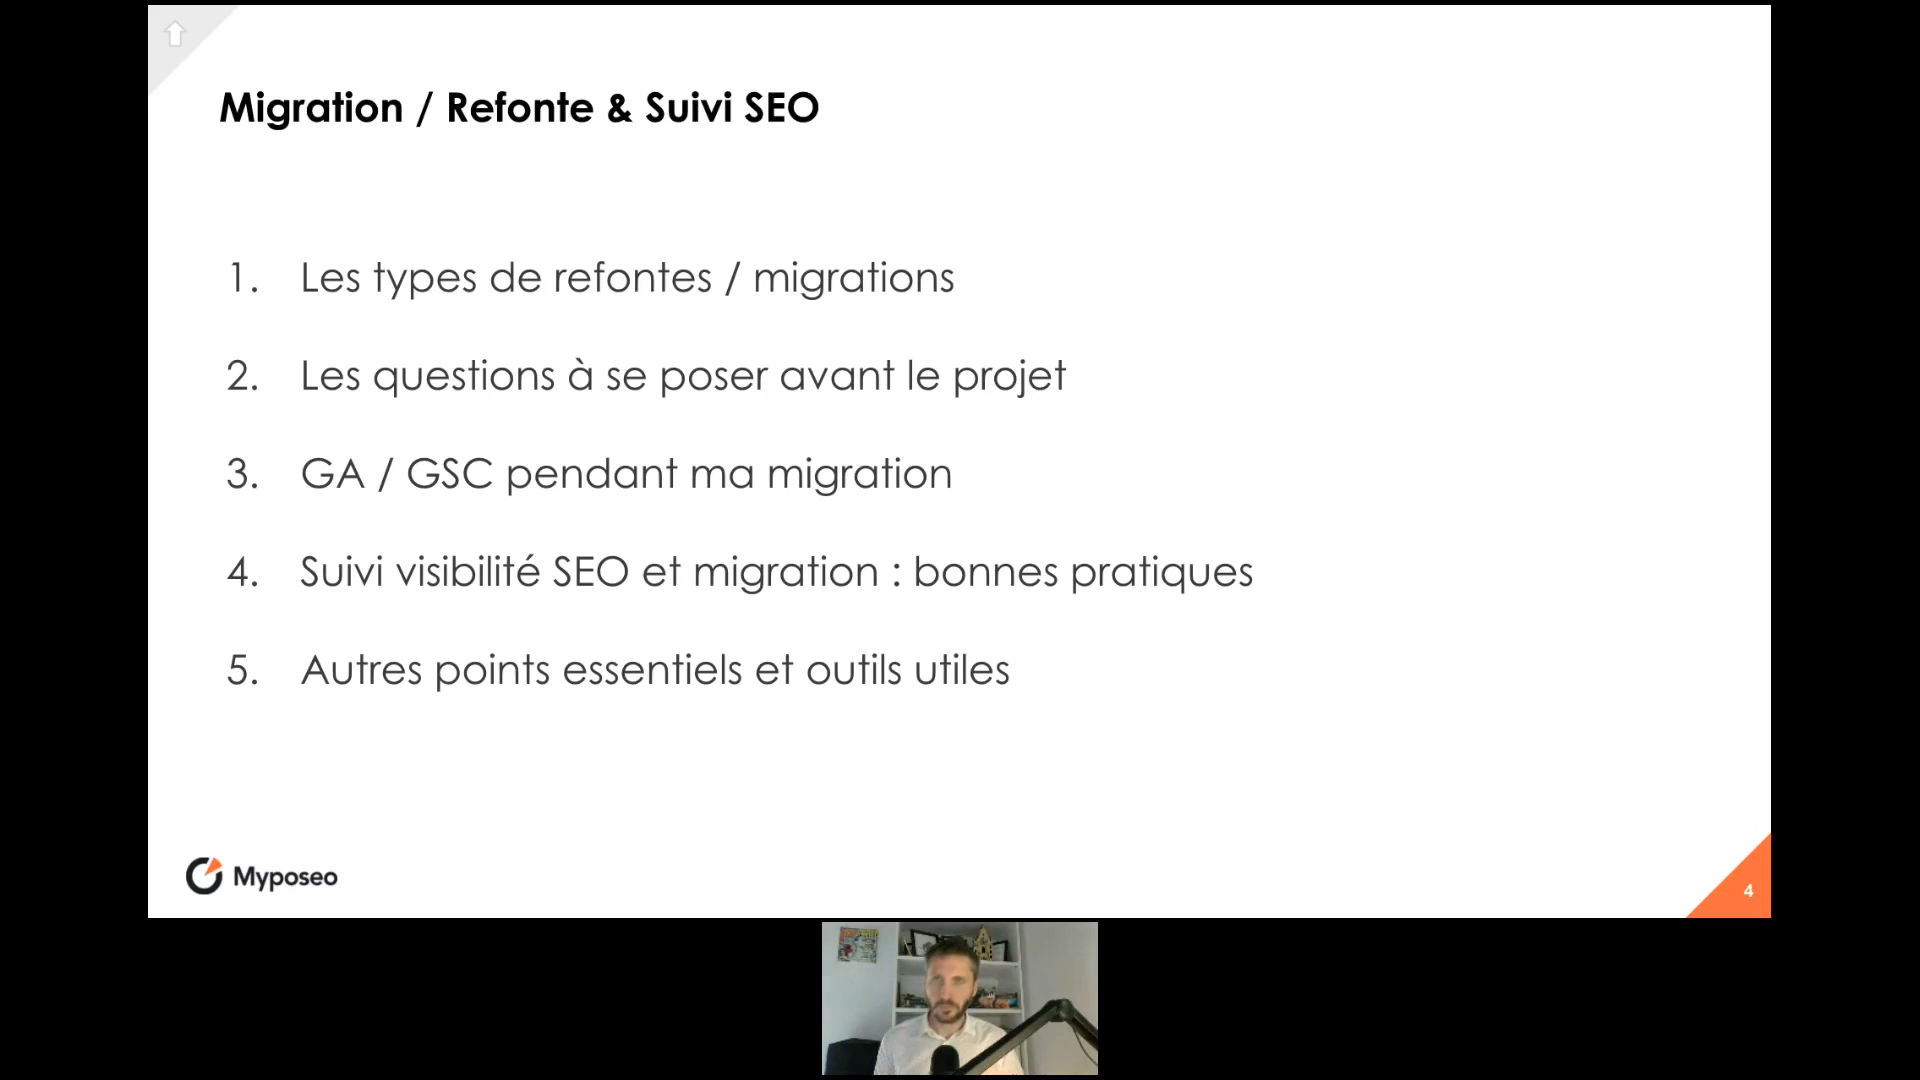 Migration / Refonte & Suivi SEO
1. Les types de refontes / migrations
2. Les questions à se poser avant le projet
3. GA / GSC pendant ma migration
4. Suivi visibilité SEO et migration : bonnes pratiques
5. Autres points essentiels et outils utiles
Myposeo
4